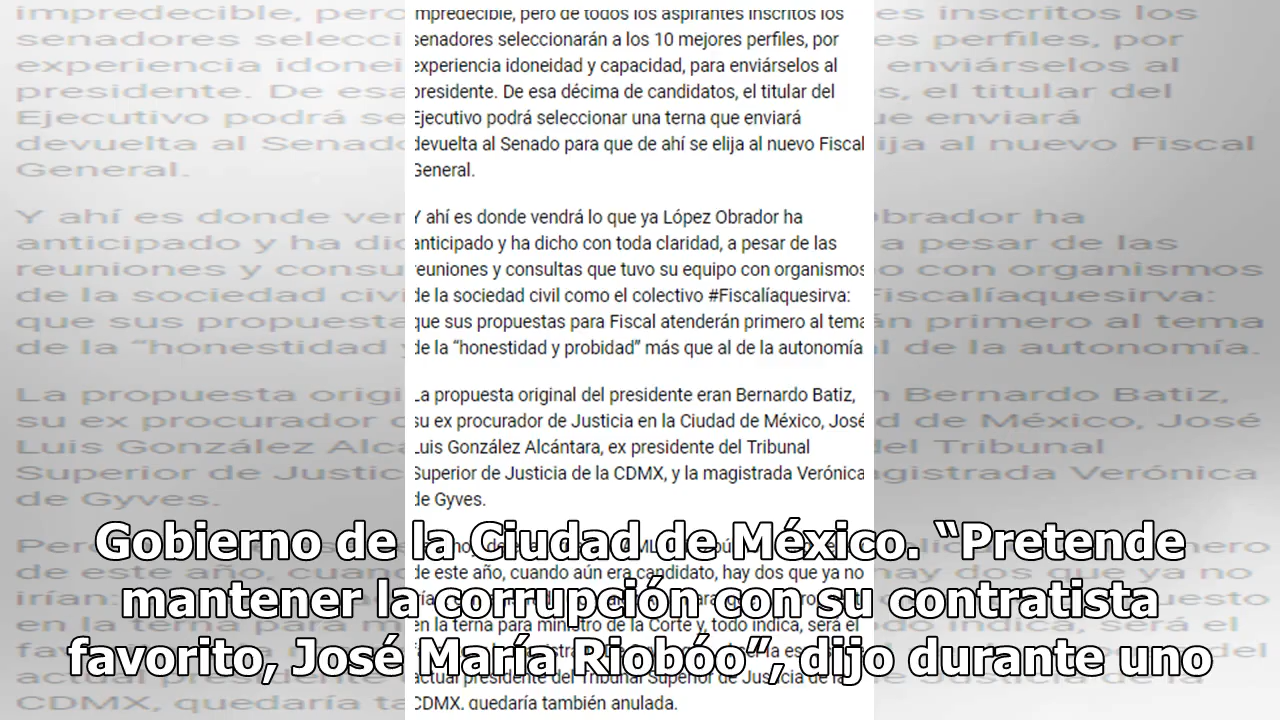 impredecible, pero de todos los aspirantes inscritos los
senadores seleccionarán a los 10 mejores perfiles, por
experiencia idoneidad y capacidad, para enviárselos al
presidente. De esa décima de candidatos, el titular del
Ejecutivo podrá seleccionar una terna que enviará
devuelta al Senado para que de ahí se elija al nuevo Fiscal
General.
Y ahí es donde vendrá lo que ya López Obrador ha
anticipado y ha dicho con toda claridad, a pesar de las
reuniones y consultas que tuvo su equipo con organismos
de la sociedad civil como el colectivo #Fiscalíaquesirva:
que sus propuestas para Fiscal atenderán primero al tema
de la “honestidad y probidad” más que al de la autonomía.
La propuesta original del presidente eran Bernardo Batiz,
su ex procurador de Justicia en la Ciudad de México, José
Luis González Alcántara, ex presidente del Tribunal
Superior de Justicia de la CDMX, y la magistrada Verónica
de Gyves.
de este año, cuando aún era candidato, hay dos que ya no
en la terna para ministro de la Corte y, todo indica, será el
actual presidente del Tribunal Superior de Justicia de la
CDMX, quedaría también anulada.
Gobierno de la Ciudad de México. “Pretende
mantener la corrupción con su contratista
favorito, José María Riobóo”, dijo durante uno